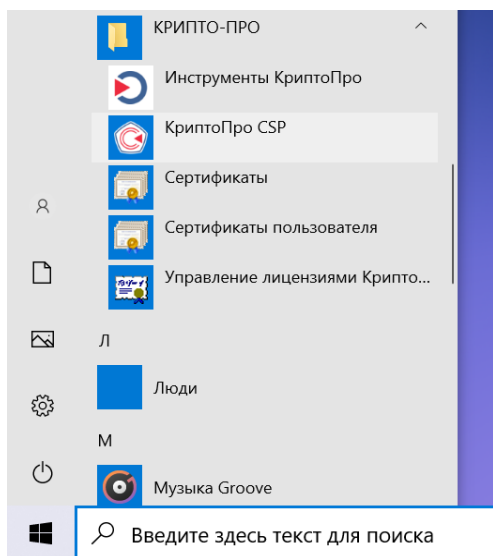 КРИПТО-ПРО
Инструменты КриптоПро
КриптоПро CSP
Сертификаты
Сертификаты пользователя
Управление лицензиями Крипто...
Л
Люди
М
Музыка Groove
Введите здесь текст для поиска